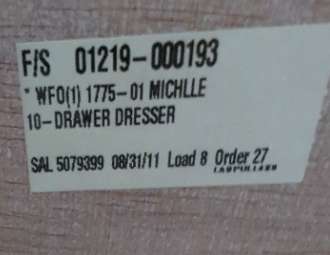 F/S 01219-000193
* WFO(1) 1775-01 MICHLLE
10-DRAWER DRESSER
SAL 5079399 08/31/11 Load 8 Order 27